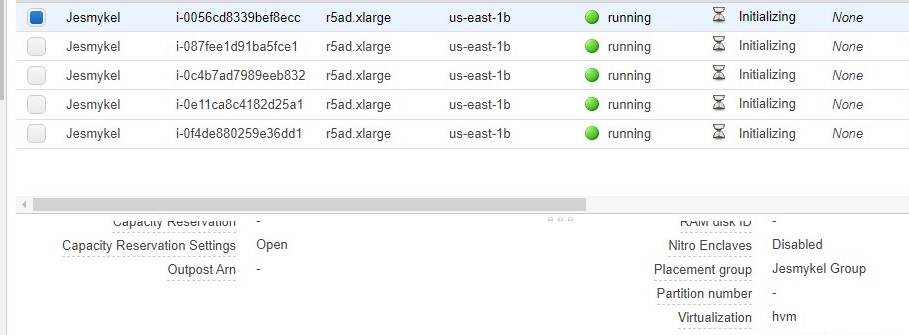 Jesmykel i-0056cd8339bef8ecc r5ad.xlarge us-east-1b running Initializing None
Jesmykel i-087fee1d91ba5fce1 r5ad.xlarge us-east-1b running Initializing None
Jesmykel i-0c4b7ad7989eeb832 r5ad.xlarge us-east-1b running Initializing None
Jesmykel i-0e11ca8c4182d25a1 r5ad.xlarge us-east-1b running Initializing None
Jesmykel i-0f4de880259e36dd1 r5ad.xlarge us-east-1b running Initializing None
Capacity Reservation - RAM disk ID -
Capacity Reservation Settings Open Nitro Enclaves Disabled
Outpost Arn - Placement group Jesmykel Group
Partition number -
Virtualization hvm